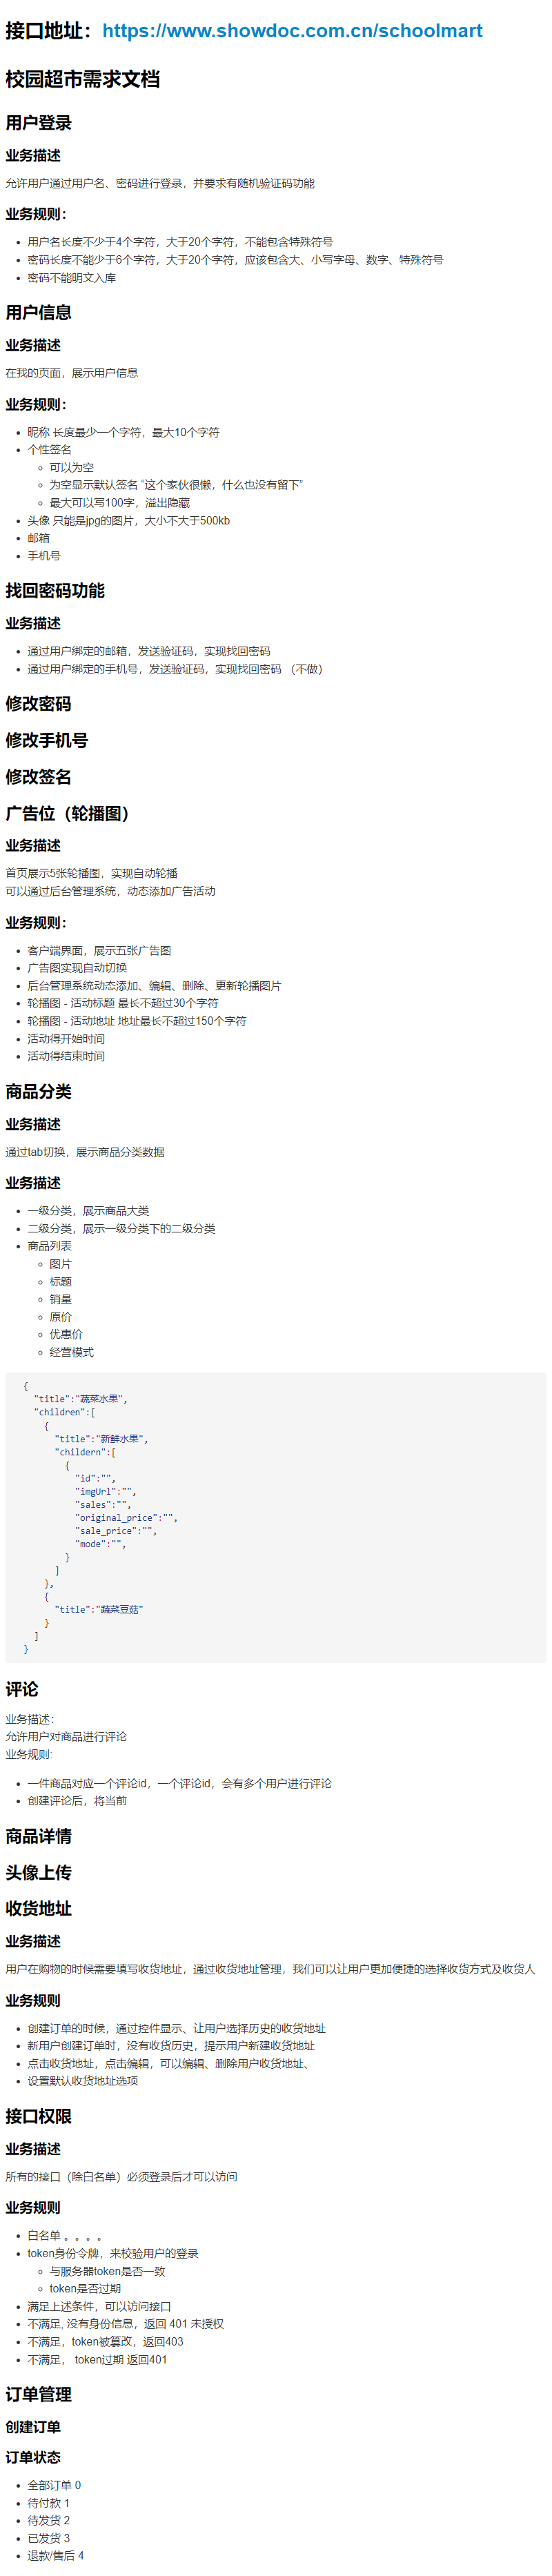 接口地址：https://www.showdoc.com.cn/schoolmart
校园超市需求文档
用户登录
业务描述
允许用户通过用户名、密码进行登录，并要求有随机验证码功能
业务规则：
用户名长度不少于4个字符，大于20个字符，不能包含特殊符号
密码长度不能少于6个字符，大于20个字符，应该包含大、小写字母、数字、特殊符号
密码不能明文入库
用户信息
业务描述
在我的页面，展示用户信息
业务规则：
昵称 长度最少一个字符，最大10个字符
个性签名
可以为空
为空显示默认签名 “这个家伙很懒，什么也没有留下”
最大可以写100字，溢出隐藏
头像 只能是jpg的图片，大小不大于500kb
邮箱
手机号
找回密码功能
业务描述
通过用户绑定的邮箱，发送验证码，实现找回密码
通过用户绑定的手机号，发送验证码，实现找回密码 （不做）
修改密码
修改手机号
修改签名
广告位（轮播图）
业务描述
首页展示5张轮播图，实现自动轮播
可以通过后台管理系统，动态添加广告活动
业务规则：
客户端界面，展示五张广告图
广告图实现自动切换
后台管理系统动态添加、编辑、删除、更新轮播图片
轮播图 - 活动标题 最长不超过30个字符
轮播图 - 活动地址 地址最长不超过150个字符
活动得开始时间
活动得结束时间
商品分类
业务描述
通过tab切换，展示商品分类数据
业务描述
一级分类，展示商品大类
二级分类，展示一级分类下的二级分类
商品列表
图片
标题
销量
原价
优惠价
经营模式
{
"title":"蔬菜水果",
"children":[
{
"title":"新鲜水果",
"childern":[
{
"id":"",
"imgUrl":"",
"sales":"",
"original_price":"",
"sale_price":"",
"mode":"",
}
]
},
{
"title":"蔬菜豆菇"
}
]
}
评论
业务描述：
允许用户对商品进行评论
业务规则:
一件商品对应一个评论id，一个评论id，会有多个用户进行评论
创建评论后，将当前
商品详情
头像上传
收货地址
业务描述
用户在购物的时候需要填写收货地址，通过收货地址管理，我们可以让用户更加便捷的选择收货方式及收货人
业务规则
创建订单的时候，通过控件显示、让用户选择历史的收货地址
新用户创建订单时，没有收货历史，提示用户新建收货地址
点击收货地址，点击编辑，可以编辑、删除用户收货地址、
设置默认收货地址选项
接口权限
业务描述
所有的接口（除白名单）必须登录后才可以访问
业务规则
白名单 。。。。
token身份令牌，来校验用户的登录
与服务器token是否一致
token是否过期
满足上述条件，可以访问接口
不满足, 没有身份信息，返回 401 未授权
不满足，token被篡改，返回403
不满足， token过期 返回401
订单管理
创建订单
订单状态
全部订单 0
待付款 1
待发货 2
已发货 3
退款/售后 4